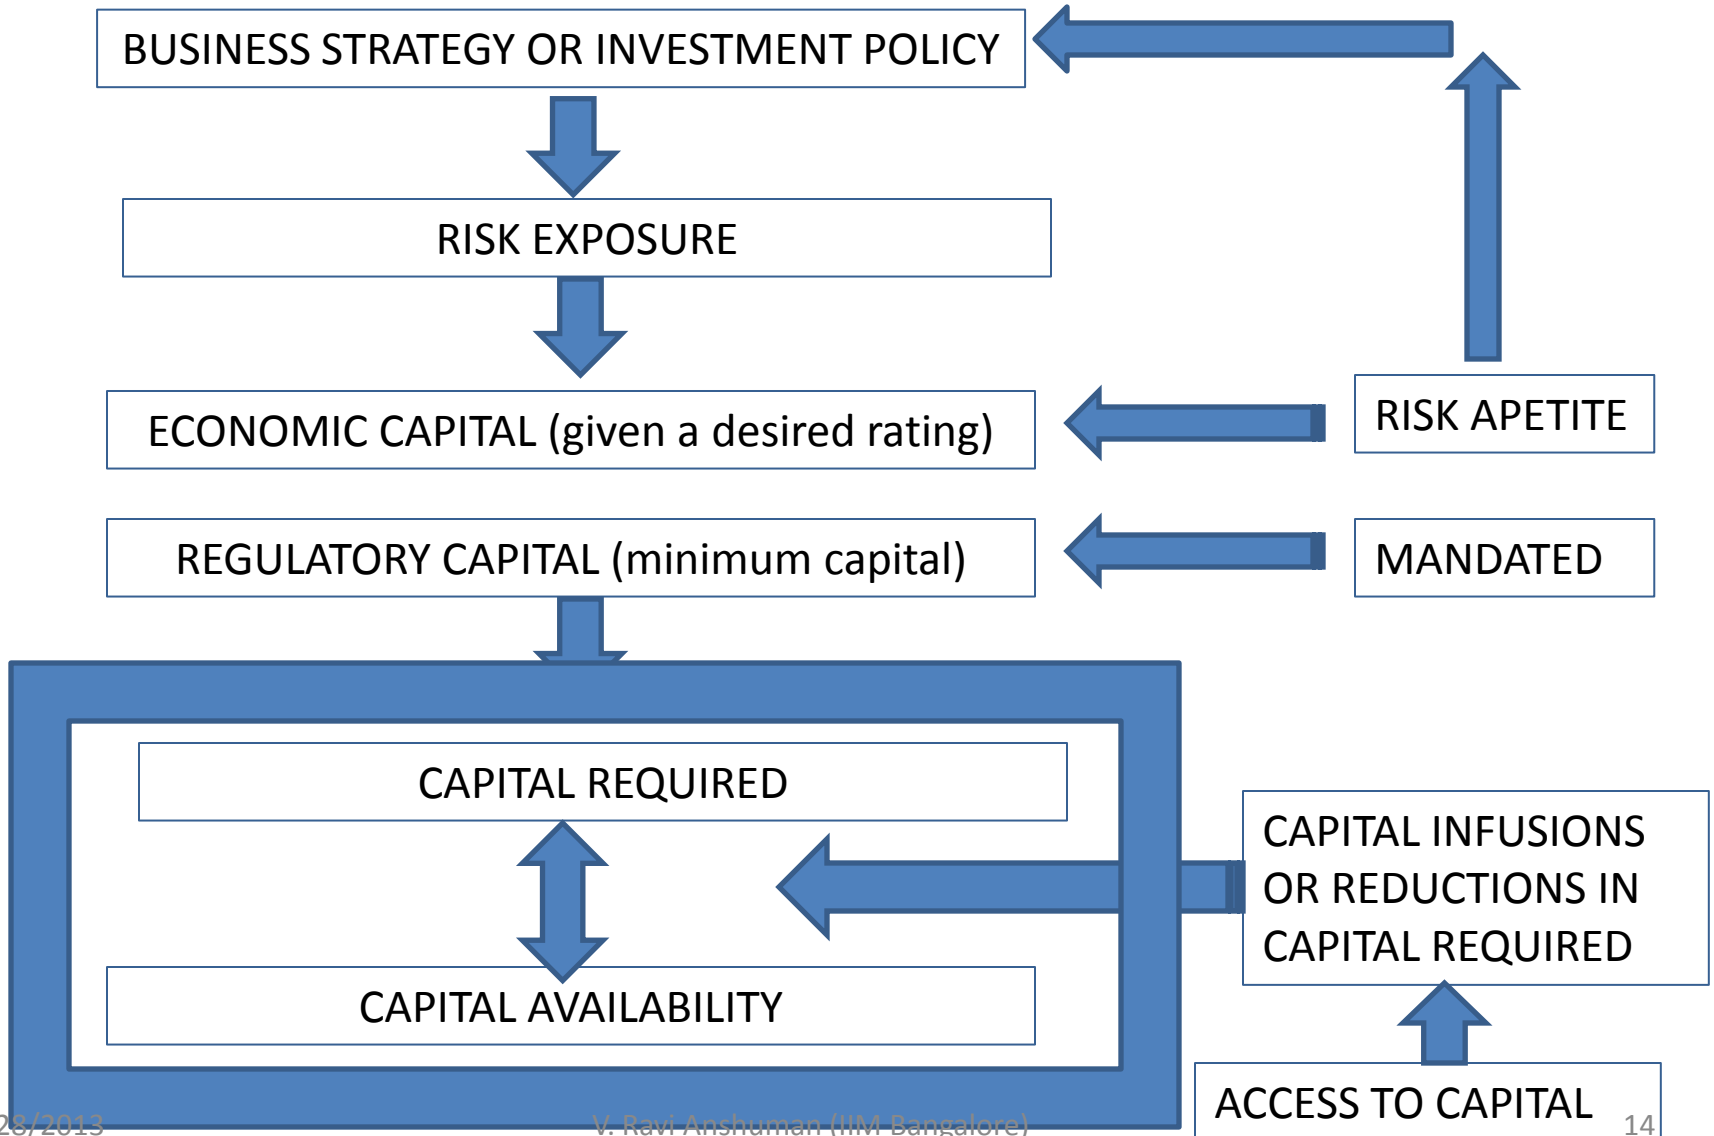 BUSINESS STRATEGY OR INVESTMENT POLICY
RISK EXPOSURE
ECONOMIC CAPITAL (given a desired rating)
RISK APETITE
REGULATORY CAPITAL (minimum capital)
MANDATED
CAPITAL REQUIRED
CAPITAL INFUSIONS
OR REDUCTIONS IN
CAPITAL REQUIRED
CAPITAL AVAILABILITY
ACCESS TO CAPITAL
28/2013
V. Ravi Anshuman (IIM Bangalore)
14